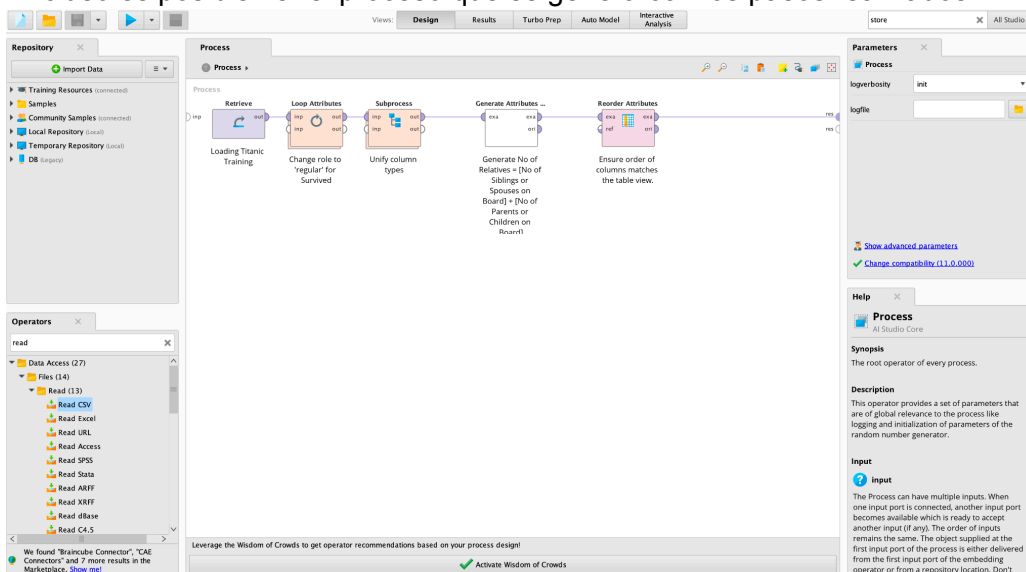 Views:
Design
Results
Turbo Prep
Auto Model
Interactive
Analysis
store
All Studio
Repository
Import Data
Training Resources (connected)
Samples
Community Samples (connected)
Local Repository (Local)
Temporary Repository (Local)
DB (Legacy)
Operators
read
Data Access (27)
Files (14)
Read (13)
Read CSV
Read Excel
Read URL
Read Access
Read SPSS
Read Stata
Read ARFF
Read XRFF
Read dBase
Read C4.5
We found "Braincube Connector", "CAE
Connectors" and 7 more results in the
Marketplace. Show me!
Process
Process
Process
inp
Retrieve
out
Loading Titanic
Training
Loop Attributes
inp out
inp out
Change role to
'regular' for
Survived
Subprocess
inp out
inp out
Unify column
types
Generate Attributes ...
exa exa
ori
Generate No of
Relatives = [No of
Siblings or
Spouses on
Board] + [No of
Parents or
Children on
Board]
Reorder Attributes
exa exa
ref ori
Ensure order of
columns matches
the table view.
res
res
Leverage the Wisdom of Crowds to get operator recommendations based on your process design!
Activate Wisdom of Crowds
Parameters
Process
logverbosity
init
logfile
Show advanced parameters
Change compatibility (11.0.000)
Help
Process
AI Studio Core
Synopsis
The root operator of every process.
Description
This operator provides a set of parameters that
are of global relevance to the process like
logging and initialization of parameters of the
random number generator.
Input
input
The Process can have multiple inputs. When
one input port is connected, another input port
becomes available which is ready to accept
another input (if any). The order of inputs
remains the same. The object supplied at the
first input port of the process is either delivered
from the first input port of the embedding
operator or from a repository location. Don't